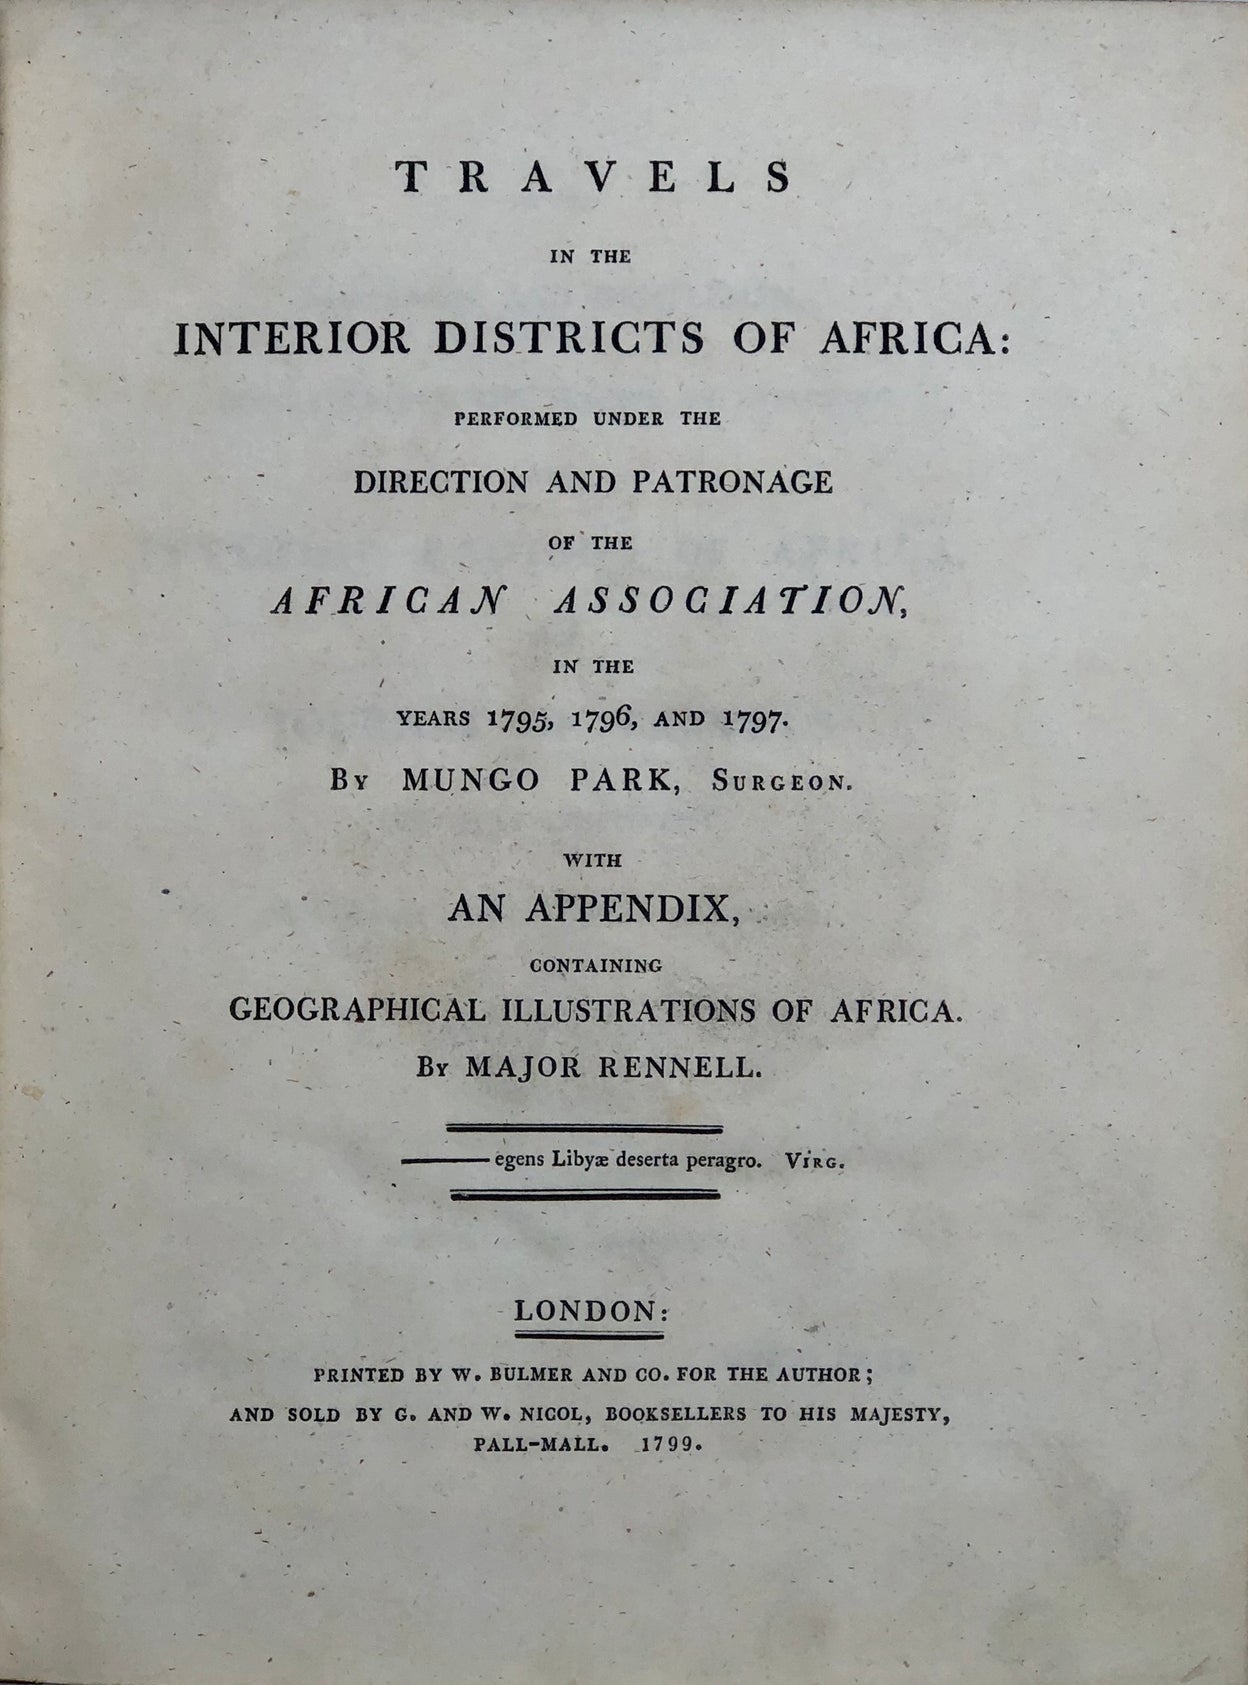 TRAVELS
IN THE
INTERIOR DISTRICTS OF AFRICA:
PERFORMED UNDER THE
DIRECTION AND PATRONAGE
OF THE
AFRICAN ASSOCIATION,
IN THE
YEARS 1795, 1796, AND 1797.
By MUNGO PARK, Surgeon.
WITH
AN APPENDIX,
CONTAINING
GEOGRAPHICAL ILLUSTRATIONS OF AFRICA.
By MAJOR RENNELL.
——— egens Libyæ deserta peragro. Virg.
LONDON:
PRINTED BY W. BULMER AND CO. FOR THE AUTHOR;
AND SOLD BY G. AND W. NICOL, BOOKSELLERS TO HIS MAJESTY,
PALL-MALL. 1799.